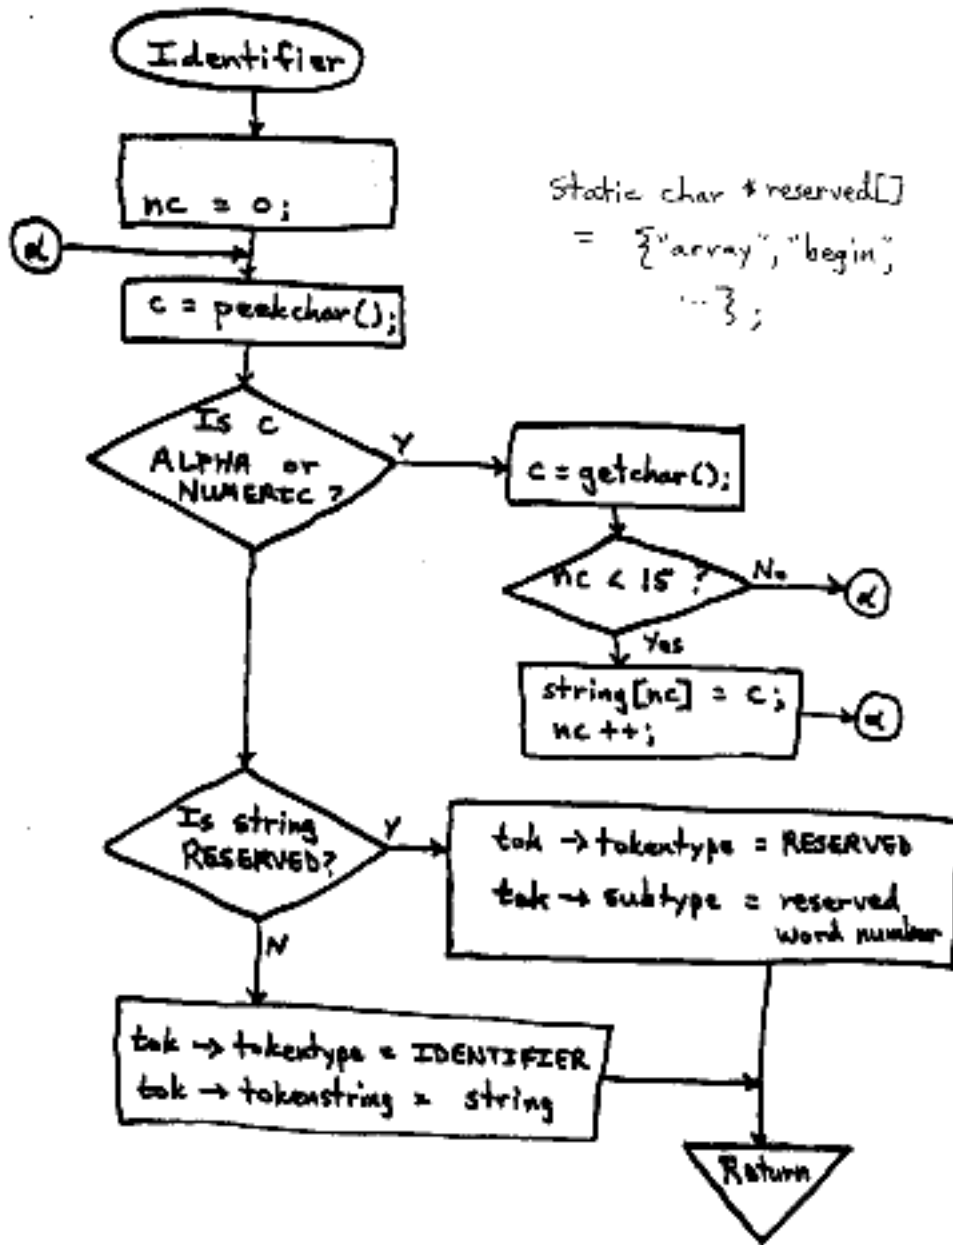 Identifier
nc = 0;
static char * reserved[]
= {"array", "begin",
... };
α
c = peekchar();
Is c
ALPHA or
NUMERIC?
Y
c = getchar();
nc < 15 ?
No
α
Yes
string[nc] = c;
nc ++;
α
Is string
RESERVED?
Y
tok → tokentype = RESERVED
tok → subtype = reserved
word number
N
tok → tokentype = IDENTIFIER
tok → tokenstring = string
Return